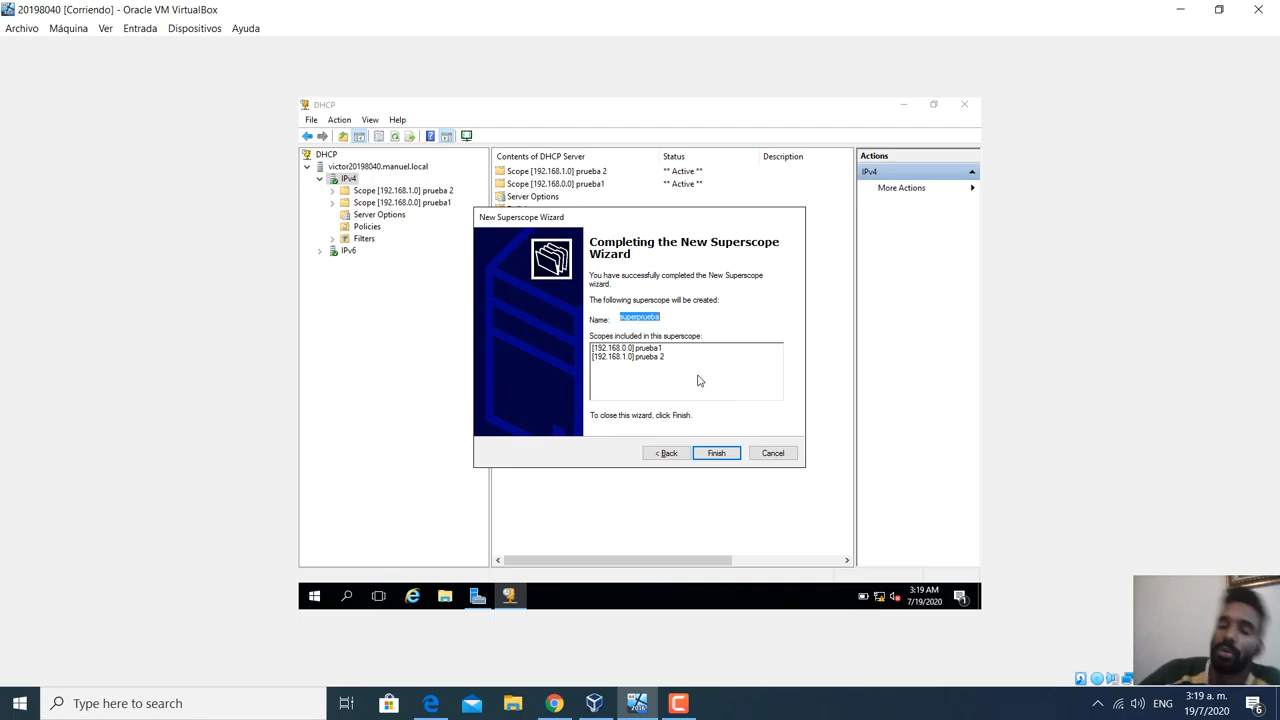 20198040 [Corriendo] - Oracle VM VirtualBox
Archivo Máquina Ver Entrada Dispositivos Ayuda
DHCP
File Action View Help
DHCP
victor20198040.manuel.local
IPv4
Scope [192.168.1.0] prueba 2
Scope [192.168.0.0] prueba1
Server Options
Policies
Filters
IPv6
Contents of DHCP Server Status Description
Scope [192.168.1.0] prueba 2 ** Active **
Scope [192.168.0.0] prueba1 ** Active **
Server Options
Actions
IPv4
More Actions
New Superscope Wizard
Completing the New Superscope
Wizard
You have successfully completed the New Superscope
wizard.
The following superscope will be created:
Name: superprueba
Scopes included in this superscope:
[192.168.0.0] prueba1
[192.168.1.0] prueba 2
To close this wizard, click Finish.
< Back Finish Cancel
3:19 AM
7/19/2020
1
Type here to search
2016
ENG
3:19 a. m.
19/7/2020
6